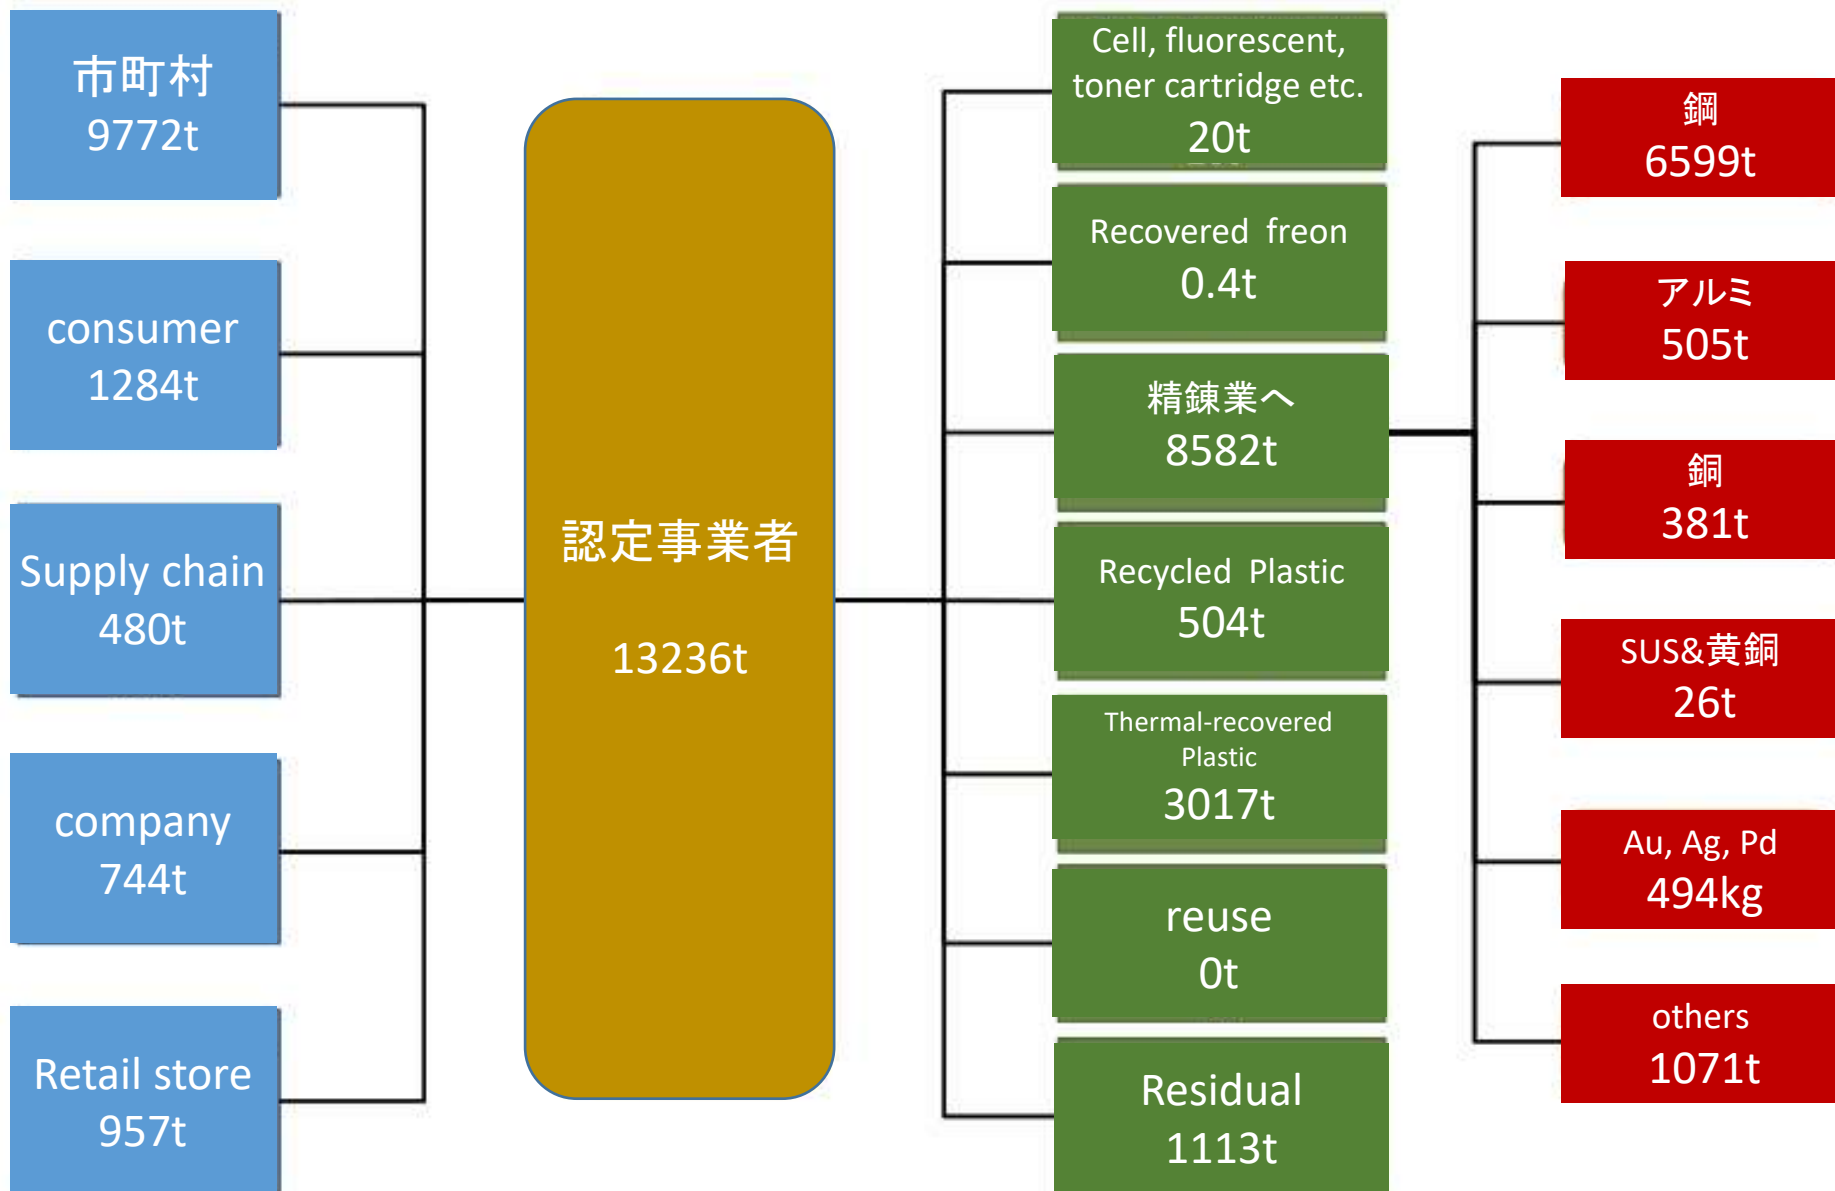 市町村
9772t
consumer
1284t
Supply chain
480t
company
744t
Retail store
957t
認定事業者
13236t
Cell, fluorescent,
toner cartridge etc.
20t
Recovered freon
0.4t
精錬業へ
8582t
Recycled Plastic
504t
Thermal-recovered
Plastic
3017t
reuse
0t
Residual
1113t
鋼
6599t
アルミ
505t
銅
381t
SUS&黄銅
26t
Au, Ag, Pd
494kg
others
1071t